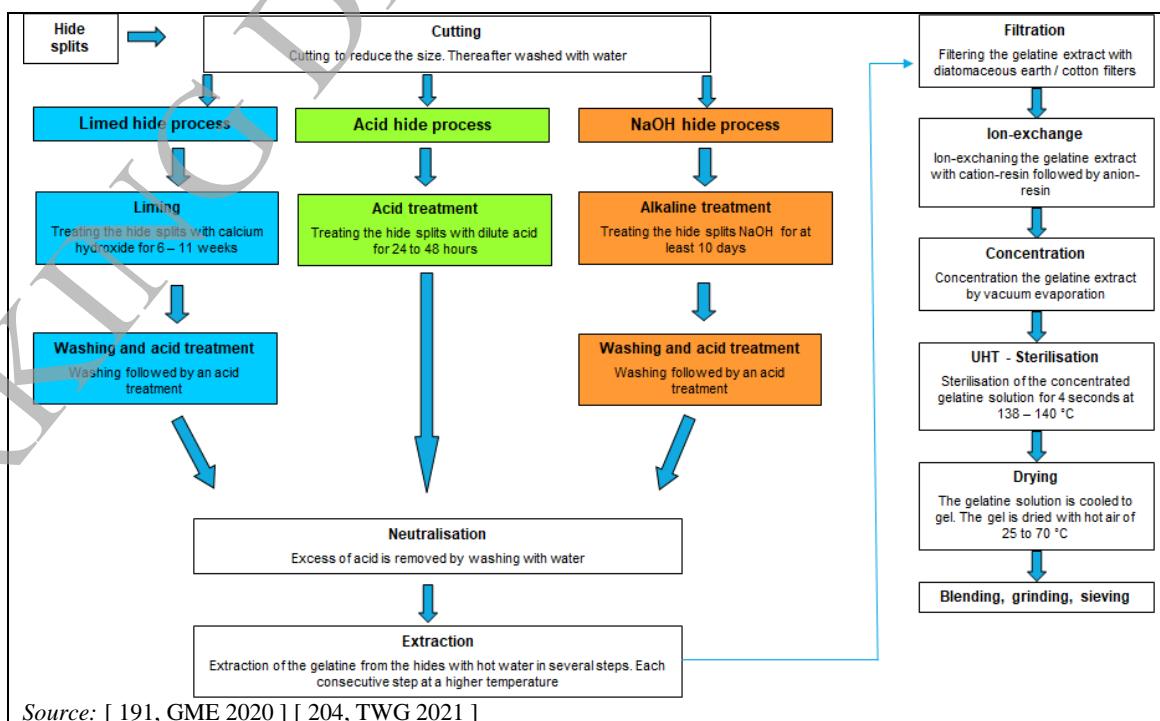 Hide
splits
Cutting
Cutting to reduce the size. Thereafter washed with water
Limed hide process
Acid hide process
NaOH hide process
Liming
Treating the hide splits with calcium
hydroxide for 6 – 11 weeks
Acid treatment
Treating the hide splits with dilute acid
for 24 to 48 hours
Alkaline treatment
Treating the hide splits NaOH for at
least 10 days
Washing and acid treatment
Washing followed by an acid
treatment
Washing and acid treatment
Washing followed by an acid
treatment
Neutralisation
Excess of acid is removed by washing with water
Extraction
Extraction of the gelatine from the hides with hot water in several steps. Each
consecutive step at a higher temperature
Filtration
Filtering the gelatine extract with
diatomaceous earth / cotton filters
Ion-exchange
Ion-exchaning the gelatine extract
with cation-resin followed by anion-
resin
Concentration
Concentration the gelatine extract
by vacuum evaporation
UHT - Sterilisation
Sterilisation of the concentrated
gelatine solution for 4 seconds at
138 – 140 °C
Drying
The gelatine solution is cooled to
gel. The gel is dried with hot air of
25 to 70 °C
Blending, grinding, sieving
Source: [ 191, GME 2020 ] [ 204, TWG 2021 ]